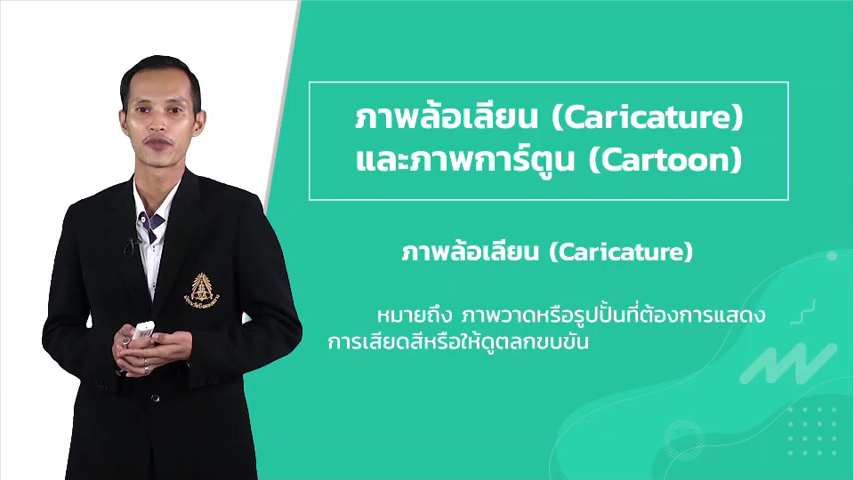 ภาพล้อเลียน (Caricature)
และภาพการ์ตูน (Cartoon)
ภาพล้อเลียน (Caricature)
หมายถึง ภาพวาดหรือรูปปั้นที่ต้องการแสดง
การเสียดสีหรือให้ดูตลกขบขัน